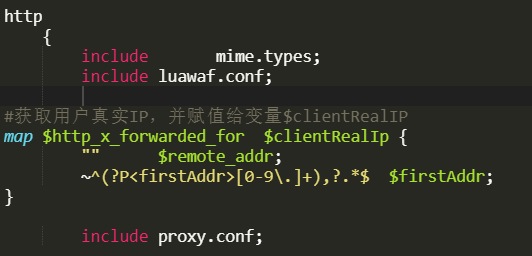 http
{
include mime.types;
include luawaf.conf;
#获取用户真实IP，并赋值给变量$clientRealIP
map $http_x_forwarded_for $clientRealIp {
"" $remote_addr;
~^(?P<firstAddr>[0-9\.]+),?.*$ $firstAddr;
}
include proxy.conf;